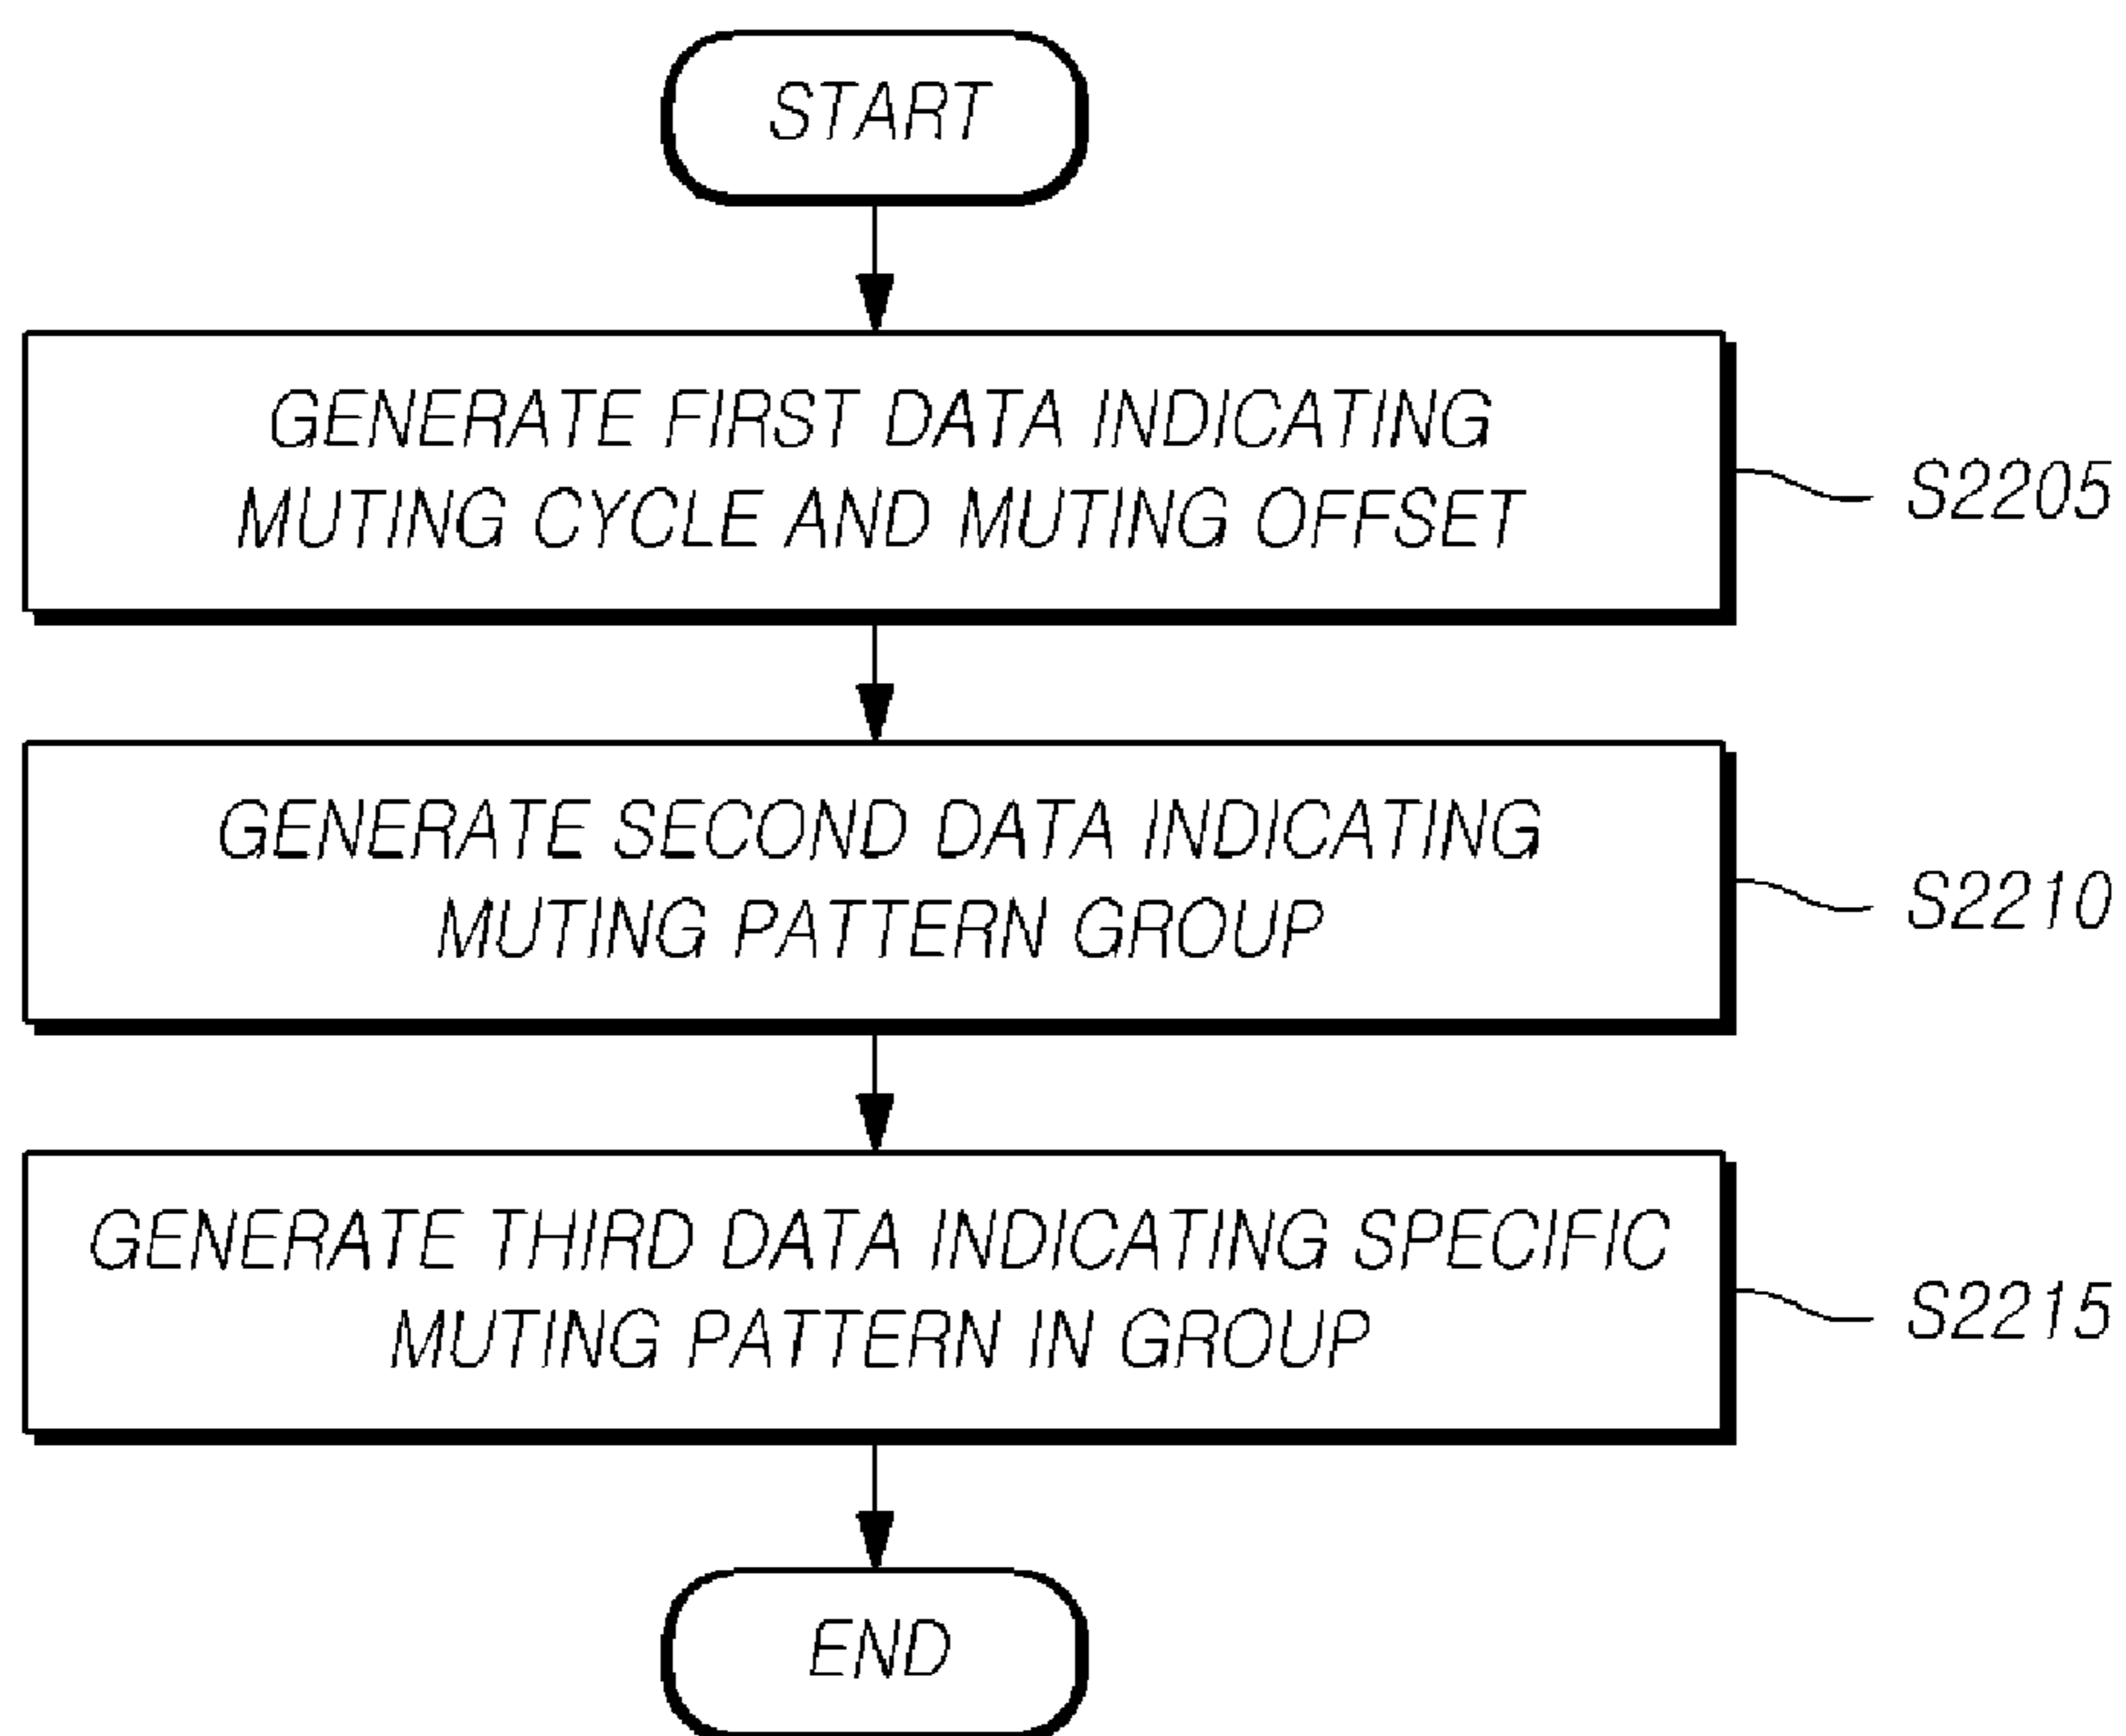 START
GENERATE FIRST DATA INDICATING
MUTING CYCLE AND MUTING OFFSET
S2205
GENERATE SECOND DATA INDICATING
MUTING PATTERN GROUP
S2210
GENERATE THIRD DATA INDICATING SPECIFIC
MUTING PATTERN IN GROUP
S2215
END